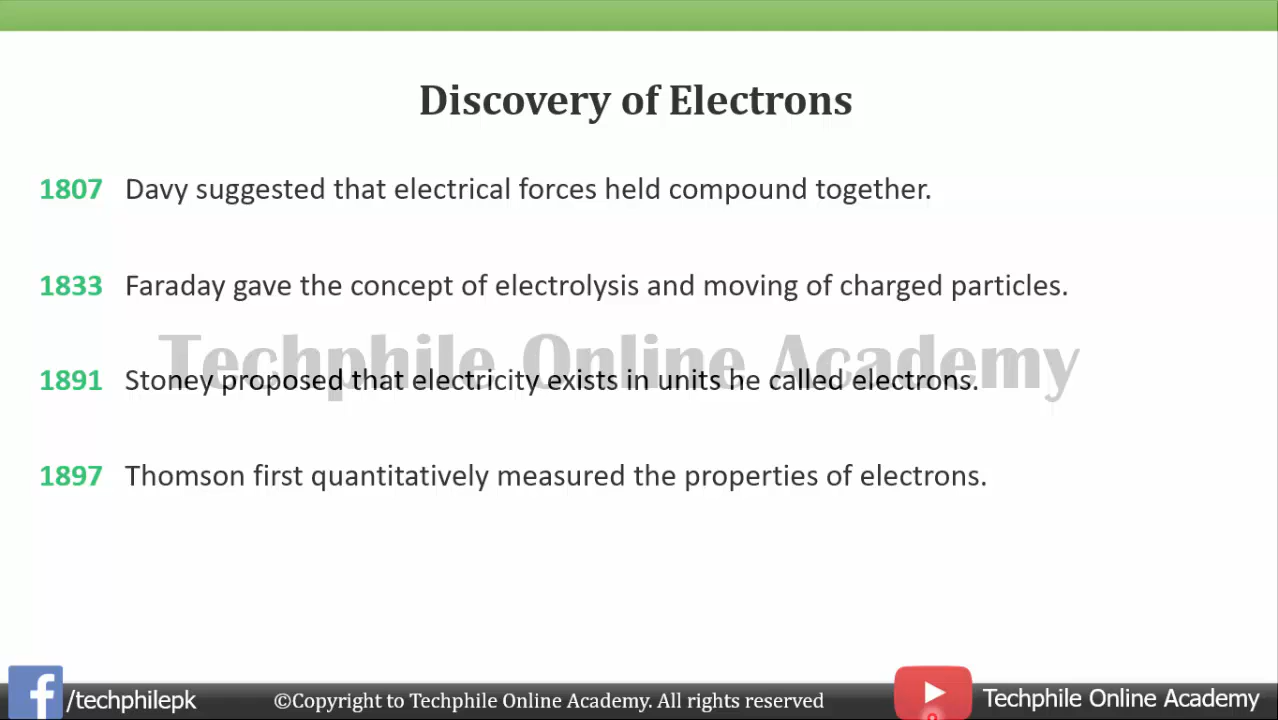 Discovery of Electrons
1807 Davy suggested that electrical forces held compound together.
1833 Faraday gave the concept of electrolysis and moving of charged particles.
Techphile Online Academy
1891 Stoney proposed that electricity exists in units he called electrons.
1897 Thomson first quantitatively measured the properties of electrons.
f /techphilepk ©Copyright to Techphile Online Academy. All rights reserved Techphile Online Academy